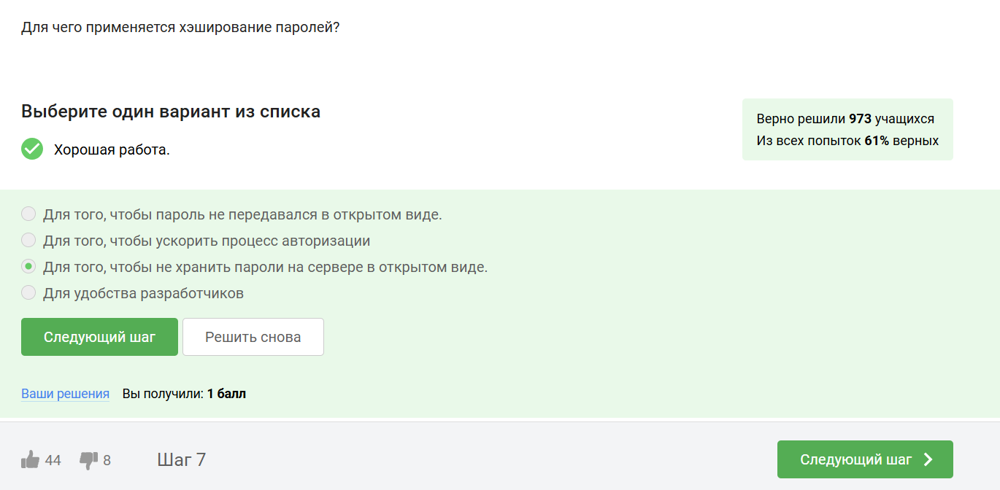 Для чего применяется хэширование паролей?
Выберите один вариант из списка
Хорошая работа.
Верно решили 973 учащихся
Из всех попыток 61% верных
Для того, чтобы пароль не передавался в открытом виде.
Для того, чтобы ускорить процесс авторизации
Для того, чтобы не хранить пароли на сервере в открытом виде.
Для удобства разработчиков
Следующий шаг
Решить снова
Ваши решения Вы получили: 1 балл
44 8 Шаг 7
Следующий шаг